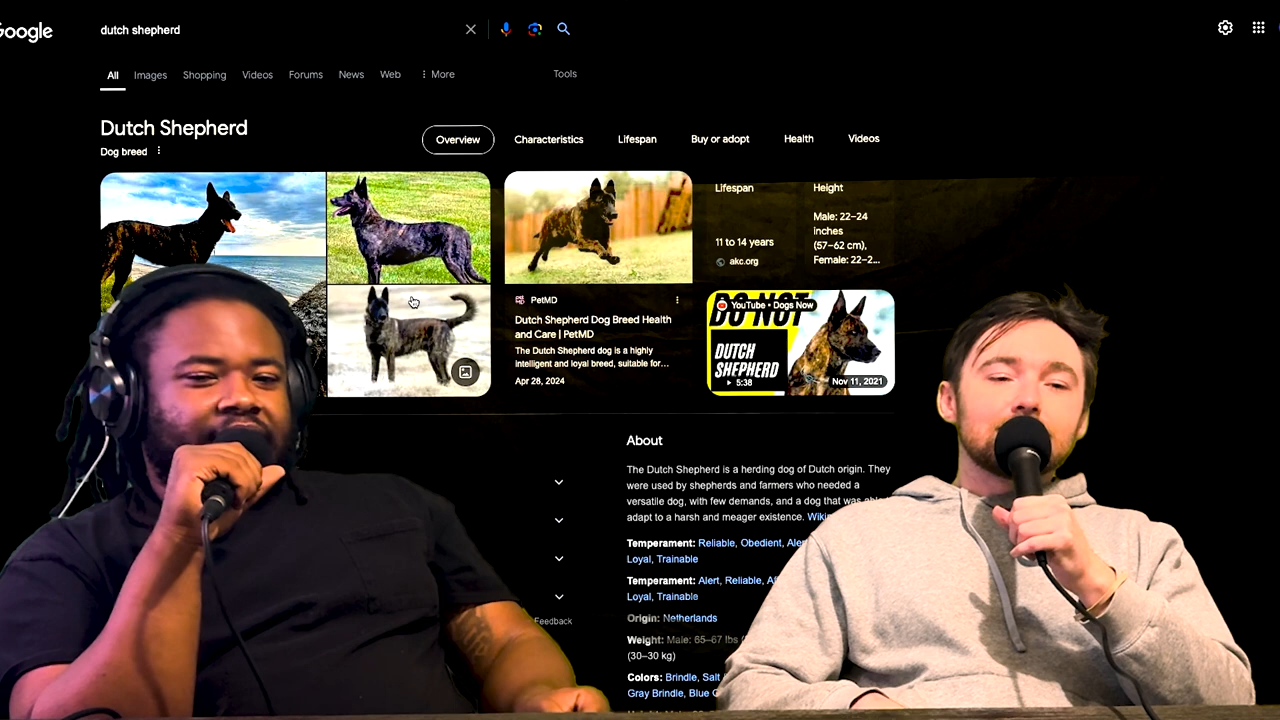 Google
dutch shepherd
All Images Shopping Videos Forums News Web More Tools
Dutch Shepherd
Dog breed
Overview Characteristics Lifespan Buy or adopt Health Videos
PetMD
Dutch Shepherd Dog Breed Health
and Care | PetMD
The Dutch Shepherd dog is a highly
intelligent and loyal breed, suitable for...
Apr 28, 2024
Lifespan
11 to 14 years
akc.org
Height
Male: 22–24
inches
(57–62 cm),
Female: 22–2...
YouTube • Dogs Now
DO NOT
DUTCH
SHEPHERD
5:38
Nov 11, 2021
Feedback
About
The Dutch Shepherd is a herding dog of Dutch origin. They
were used by shepherds and farmers who needed a
versatile dog, with few demands, and a dog that was able to
adapt to a harsh and meager existence.
Temperament: Reliable, Obedient,
Loyal, Trainable
Temperament: Alert, Reliable,
Loyal, Trainable
Origin: Netherlands
Weight: Male: 65–67 lbs
(30–30 kg)
Colors: Brindle, Salt
Gray Brindle, Blue